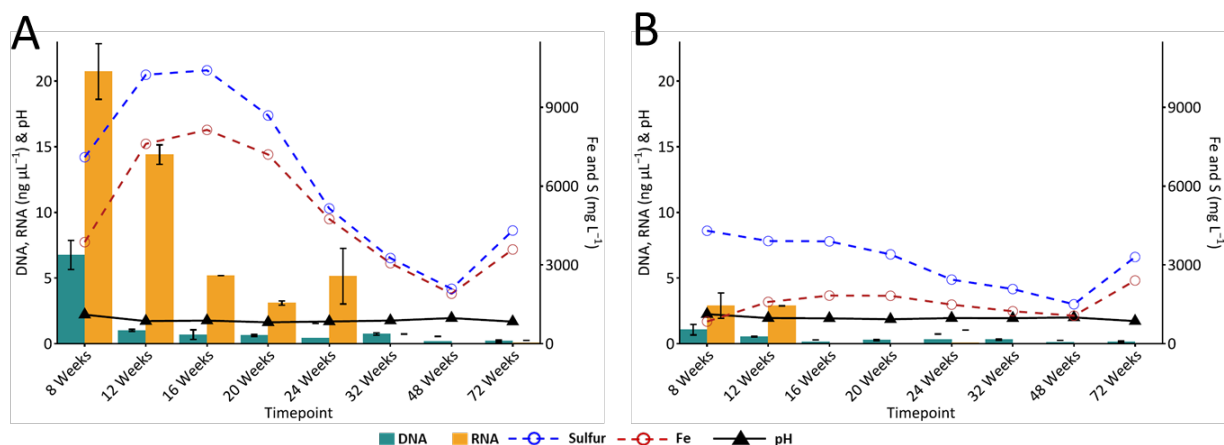 A
DNA, RNA (ng µL⁻¹) & pH
20
15
10
5
0
9000
6000
3000
0
Fe and S (mg L⁻¹)
8 Weeks
12 Weeks
16 Weeks
20 Weeks
24 Weeks
32 Weeks
48 Weeks
72 Weeks
Timepoint
B
DNA, RNA (ng µL⁻¹) & pH
20
15
10
5
0
9000
6000
3000
0
Fe and S (mg L⁻¹)
8 Weeks
12 Weeks
16 Weeks
20 Weeks
24 Weeks
32 Weeks
48 Weeks
72 Weeks
Timepoint
DNA RNA Sulfur Fe pH